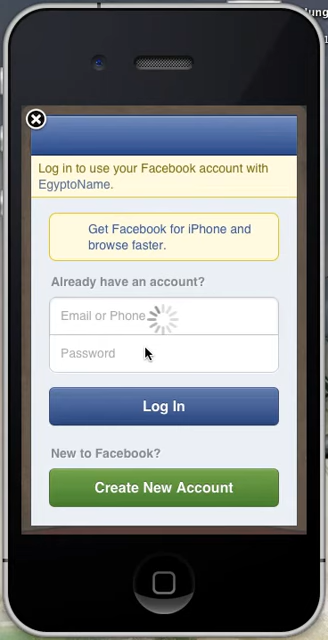 Log in to use your Facebook account with
EgyptoName.
Get Facebook for iPhone and
browse faster.
Already have an account?
Email or Phone
Password
Log In
New to Facebook?
Create New Account